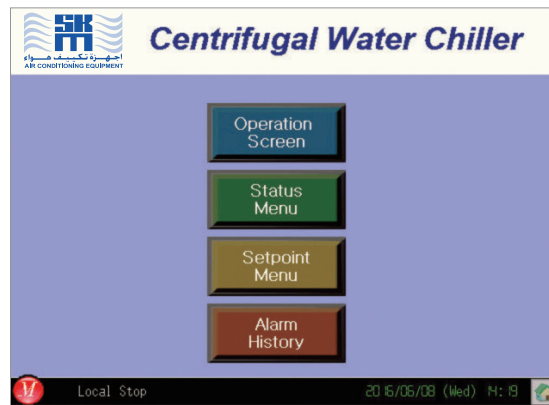 SKM
Centrifugal Water Chiller
اجهزة تكييف هواء
AIR CONDITIONING EQUIPMENT
Operation
Screen
Status
Menu
Setpoint
Menu
Alarm
History
M
Local Stop
2016/06/08 (Wed) 14:19